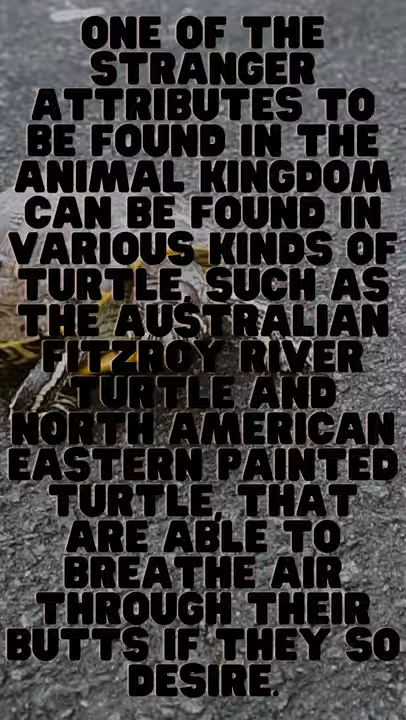 ONE OF THE
STRANGER
ATTRIBUTES TO
BE FOUND IN THE
ANIMAL KINGDOM
CAN BE FOUND IN
VARIOUS KINDS OF
TURTLE, SUCH AS
THE AUSTRALIAN
FITZROY RIVER
TURTLE AND
NORTH AMERICAN
EASTERN PAINTED
TURTLE, THAT
ARE ABLE TO
BREATHE AIR
THROUGH THEIR
BUTTS IF THEY SO
DESIRE.